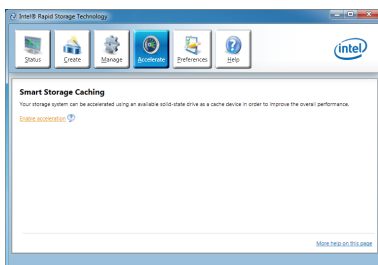 Intel® Rapid Storage Technology
Status Create Manage Accelerate Preferences Help
intel
Smart Storage Caching
Your storage system can be accelerated using an available solid-state drive as a cache device in order to improve the overall performance.
Enable acceleration ?
More help on this page